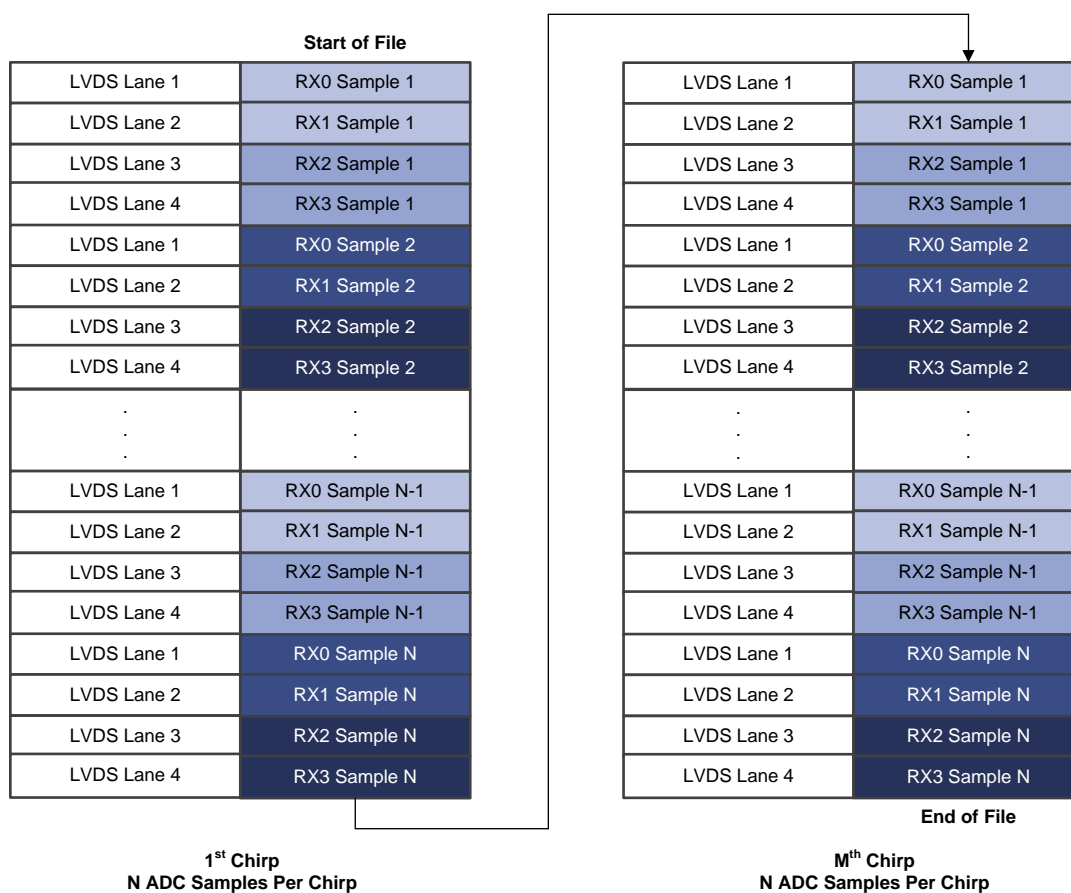 Start of File
LVDS Lane 1 RX0 Sample 1
LVDS Lane 2 RX1 Sample 1
LVDS Lane 3 RX2 Sample 1
LVDS Lane 4 RX3 Sample 1
LVDS Lane 1 RX0 Sample 2
LVDS Lane 2 RX1 Sample 2
LVDS Lane 3 RX2 Sample 2
LVDS Lane 4 RX3 Sample 2
. .
. .
. .
LVDS Lane 1 RX0 Sample N-1
LVDS Lane 2 RX1 Sample N-1
LVDS Lane 3 RX2 Sample N-1
LVDS Lane 4 RX3 Sample N-1
LVDS Lane 1 RX0 Sample N
LVDS Lane 2 RX1 Sample N
LVDS Lane 3 RX2 Sample N
LVDS Lane 4 RX3 Sample N
1st Chirp
N ADC Samples Per Chirp
LVDS Lane 1 RX0 Sample 1
LVDS Lane 2 RX1 Sample 1
LVDS Lane 3 RX2 Sample 1
LVDS Lane 4 RX3 Sample 1
LVDS Lane 1 RX0 Sample 2
LVDS Lane 2 RX1 Sample 2
LVDS Lane 3 RX2 Sample 2
LVDS Lane 4 RX3 Sample 2
. .
. .
. .
LVDS Lane 1 RX0 Sample N-1
LVDS Lane 2 RX1 Sample N-1
LVDS Lane 3 RX2 Sample N-1
LVDS Lane 4 RX3 Sample N-1
LVDS Lane 1 RX0 Sample N
LVDS Lane 2 RX1 Sample N
LVDS Lane 3 RX2 Sample N
LVDS Lane 4 RX3 Sample N
End of File
Mth Chirp
N ADC Samples Per Chirp